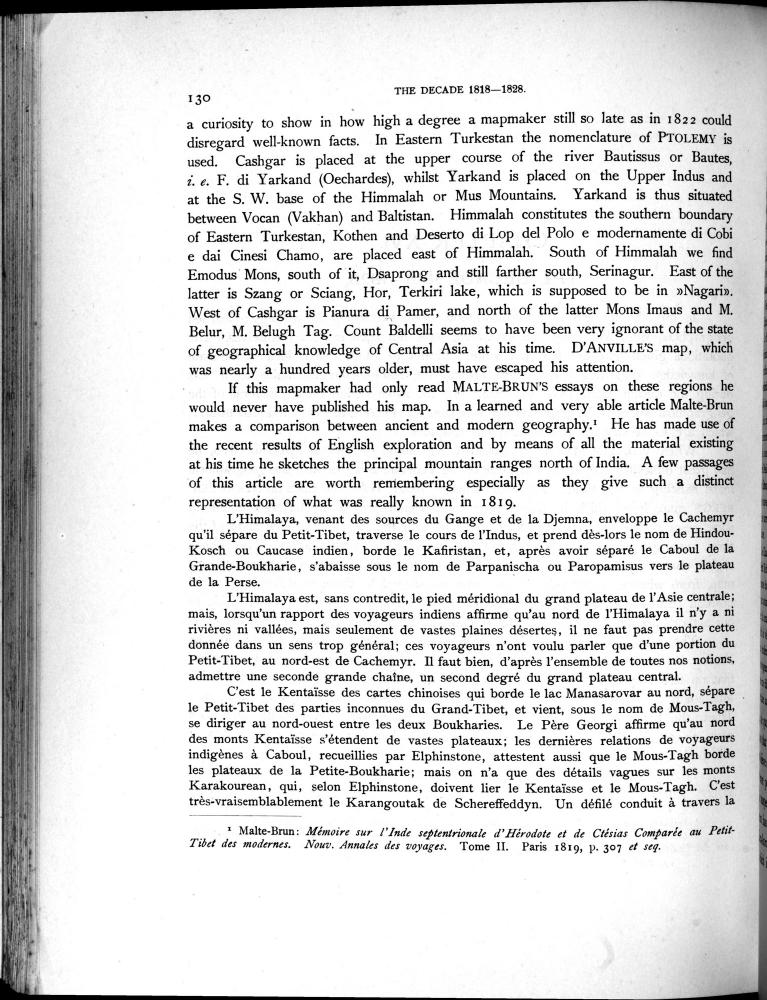 130
THE DECADE 1818—1828.
a curiosity to show in how high a degree a mapmaker still so late as in 1822 could
disregard well-known facts. In Eastern Turkestan the nomenclature of PTOLEMY is
used. Cashgar is placed at the upper course of the river Bautissus or Bautes,
i. e. F. di Yarkand (Oechardes), whilst Yarkand is placed on the Upper Indus and
at the S. W. base of the Himmalah or Mus Mountains. Yarkand is thus situated
between Vocan (Vakhan) and Baltistan. Himmalah constitutes the southern boundary
of Eastern Turkestan, Kothen and Deserto di Lop del Polo e modernamente di Cobi
e dai Cinesi Chamo, are placed east of Himmalah. South of Himmalah we find
Emodus Mons, south of it, Dsaprong and still farther south, Serinagur. East of the
latter is Szang or Sciang, Hor, Terkiri lake, which is supposed to be in »Nagari».
West of Cashgar is Pianura di Pamer, and north of the latter Mons Imaus and M.
Belur, M. Belugh Tag. Count Baldelli seems to have been very ignorant of the state
of geographical knowledge of Central Asia at his time. D'ANVILLE'S map, which
was nearly a hundred years older, must have escaped his attention.
If this mapmaker had only read MALTE-BRUN'S essays on these regions he
would never have published his map. In a learned and very able article Malte-Brun
makes a comparison between ancient and modern geography.¹ He has made use of
the recent results of English exploration and by means of all the material existing
at his time he sketches the principal mountain ranges north of India. A few passages
of this article are worth remembering especially as they give such a distinct
representation of what was really known in 1819.
L'Himalaya, venant des sources du Gange et de la Djemna, enveloppe le Cachemyr
qu'il sépare du Petit-Tibet, traverse le cours de l'Indus, et prend dès-lors le nom de Hindou-
Kosch ou Caucase indien, borde le Kafiristan, et, après avoir séparé le Caboul de la
Grande-Boukharie, s'abaisse sous le nom de Parpanischa ou Paropamisus vers le plateau
de la Perse.
L'Himalaya est, sans contredit, le pied méridional du grand plateau de l'Asie centrale;
mais, lorsqu'un rapport des voyageurs indiens affirme qu'au nord de l'Himalaya il n'y a ni
rivières ni vallées, mais seulement de vastes plaines désertes, il ne faut pas prendre cette
donnée dans un sens trop général; ces voyageurs n'ont voulu parler que d'une portion du
Petit-Tibet, au nord-est de Cachemyr. Il faut bien, d'après l'ensemble de toutes nos notions,
admettre une seconde grande chaîne, un second degré du grand plateau central.
C'est le Kentaïsse des cartes chinoises qui borde le lac Manasarovar au nord, sépare
le Petit-Tibet des parties inconnues du Grand-Tibet, et vient, sous le nom de Mous-Tagh,
se diriger au nord-ouest entre les deux Boukharies. Le Père Georgi affirme qu'au nord
des monts Kentaïsse s'étendent de vastes plateaux; les dernières relations de voyageurs
indigènes à Caboul, recueillies par Elphinstone, attestent aussi que le Mous-Tagh borde
les plateaux de la Petite-Boukharie; mais on n'a que des détails vagues sur les monts
Karakourean, qui, selon Elphinstone, doivent lier le Kentaïsse et le Mous-Tagh. C'est
très-vraisemblablement le Karangoutak de Schereffeddyn. Un défilé conduit à travers la
¹ Malte-Brun: Mémoire sur l'Inde septentrionale d'Hérodote et de Ctésias Comparée au Petit-
Tibet des modernes. Nouv. Annales des voyages. Tome II. Paris 1819, p. 307 et seq.